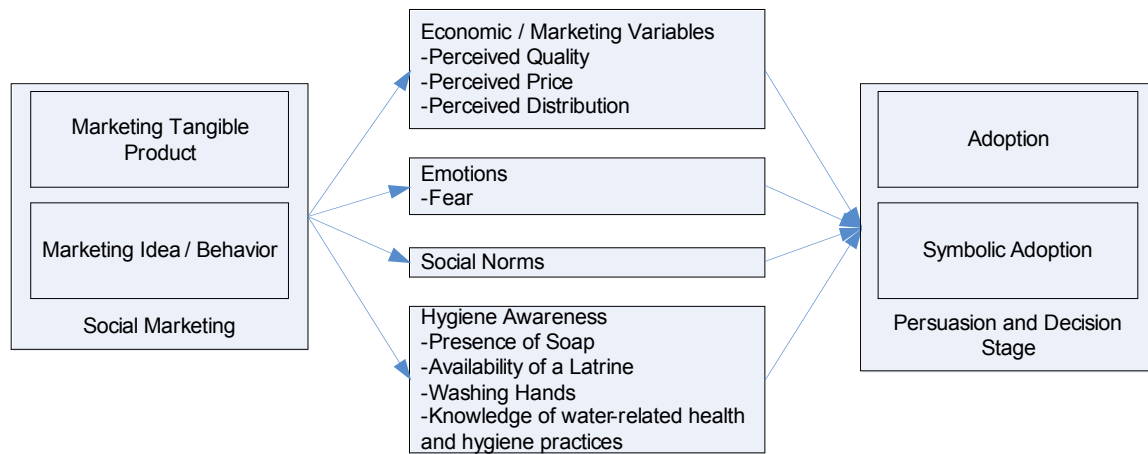 Marketing Tangible
Product
Marketing Idea / Behavior
Social Marketing
Economic / Marketing Variables
-Perceived Quality
-Perceived Price
-Perceived Distribution
Emotions
-Fear
Social Norms
Hygiene Awareness
-Presence of Soap
-Availability of a Latrine
-Washing Hands
-Knowledge of water-related health
and hygiene practices
Adoption
Symbolic Adoption
Persuasion and Decision
Stage